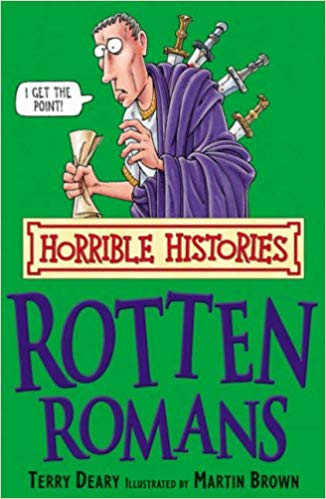 I GET THE
POINT!
HORRIBLE HISTORIES
ROTTEN
ROMANS
TERRY DEARY ILLUSTRATED BY MARTIN BROWN